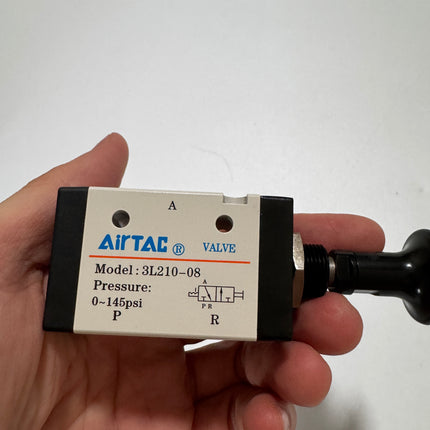 A
AirTAC ® VALVE
Model: 3L210-08
Pressure:
0~145psi
A
P R
P R